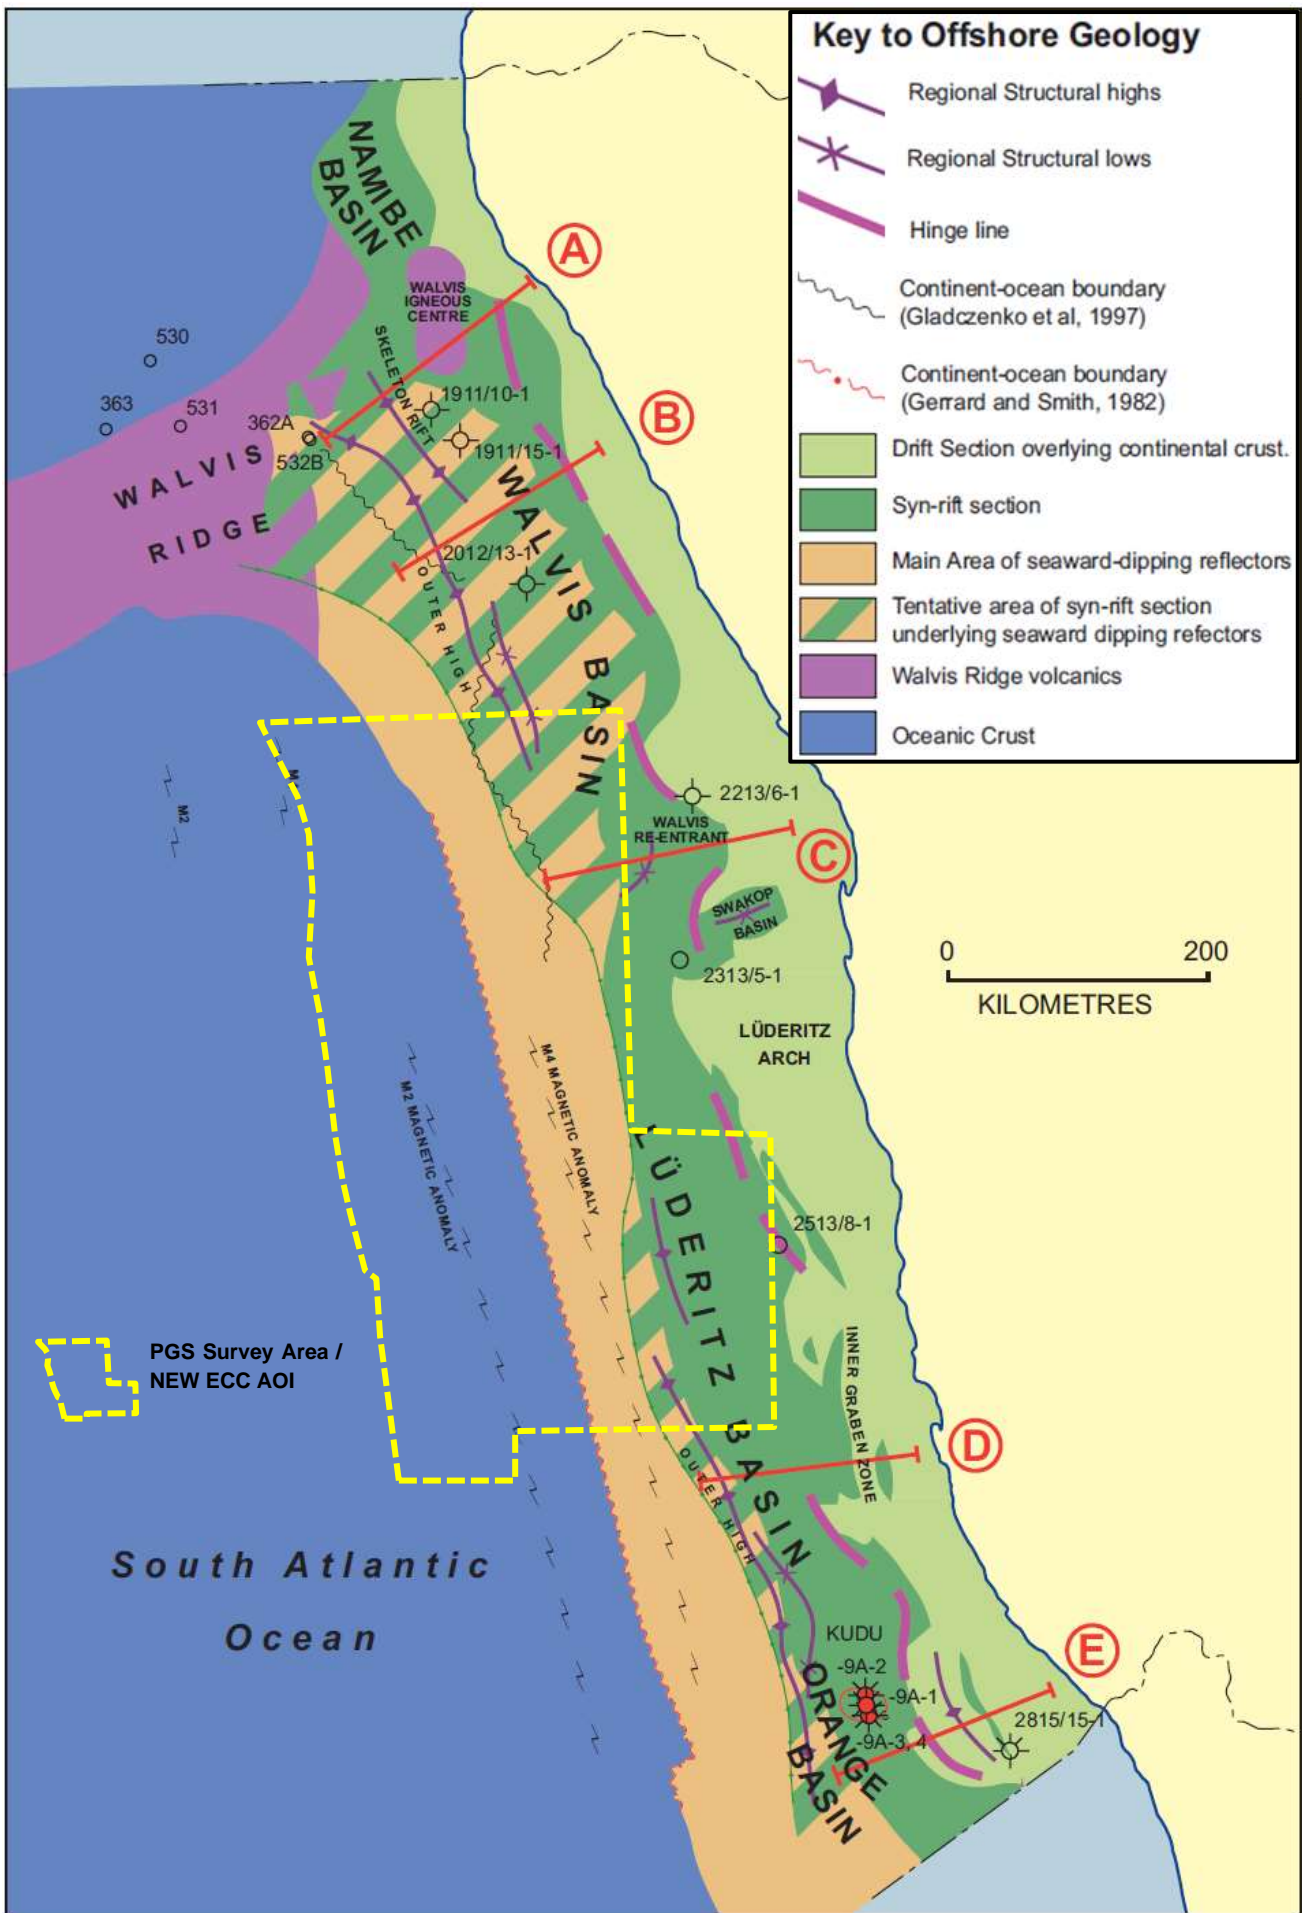 Key to Offshore Geology
Regional Structural highs
Regional Structural lows
Hinge line
Continent-ocean boundary
(Gladczenko et al, 1997)
Continent-ocean boundary
(Gerrard and Smith, 1982)
Drift Section overlying continental crust.
Syn-rift section
Main Area of seaward-dipping reflectors
Tentative area of syn-rift section
underlying seaward dipping refectors
Walvis Ridge volcanics
Oceanic Crust
NAMIBE
BASIN
A
WALVIS
IGNEOUS
CENTRE
SKELETON RIFT
530
363
531
362A
532B
1911/10-1
1911/15-1
B
WALVIS
RIDGE
WALVIS BASIN
2012/13-1
OUTER HIGH
M2
2213/6-1
WALVIS
RE-ENTRANT
C
SWAKOP
BASIN
2313/5-1
0 200
KILOMETRES
LÜDERITZ
ARCH
M4 MAGNETIC ANOMALY
M2 MAGNETIC ANOMALY
LÜDERITZ BASIN
2513/8-1
INNER GRABEN ZONE
PGS Survey Area /
NEW ECC AOI
D
OUTER HIGH
South Atlantic
Ocean
KUDU
-9A-2
-9A-1
-9A-3, 4
E
2815/15-1
ORANGE
BASIN